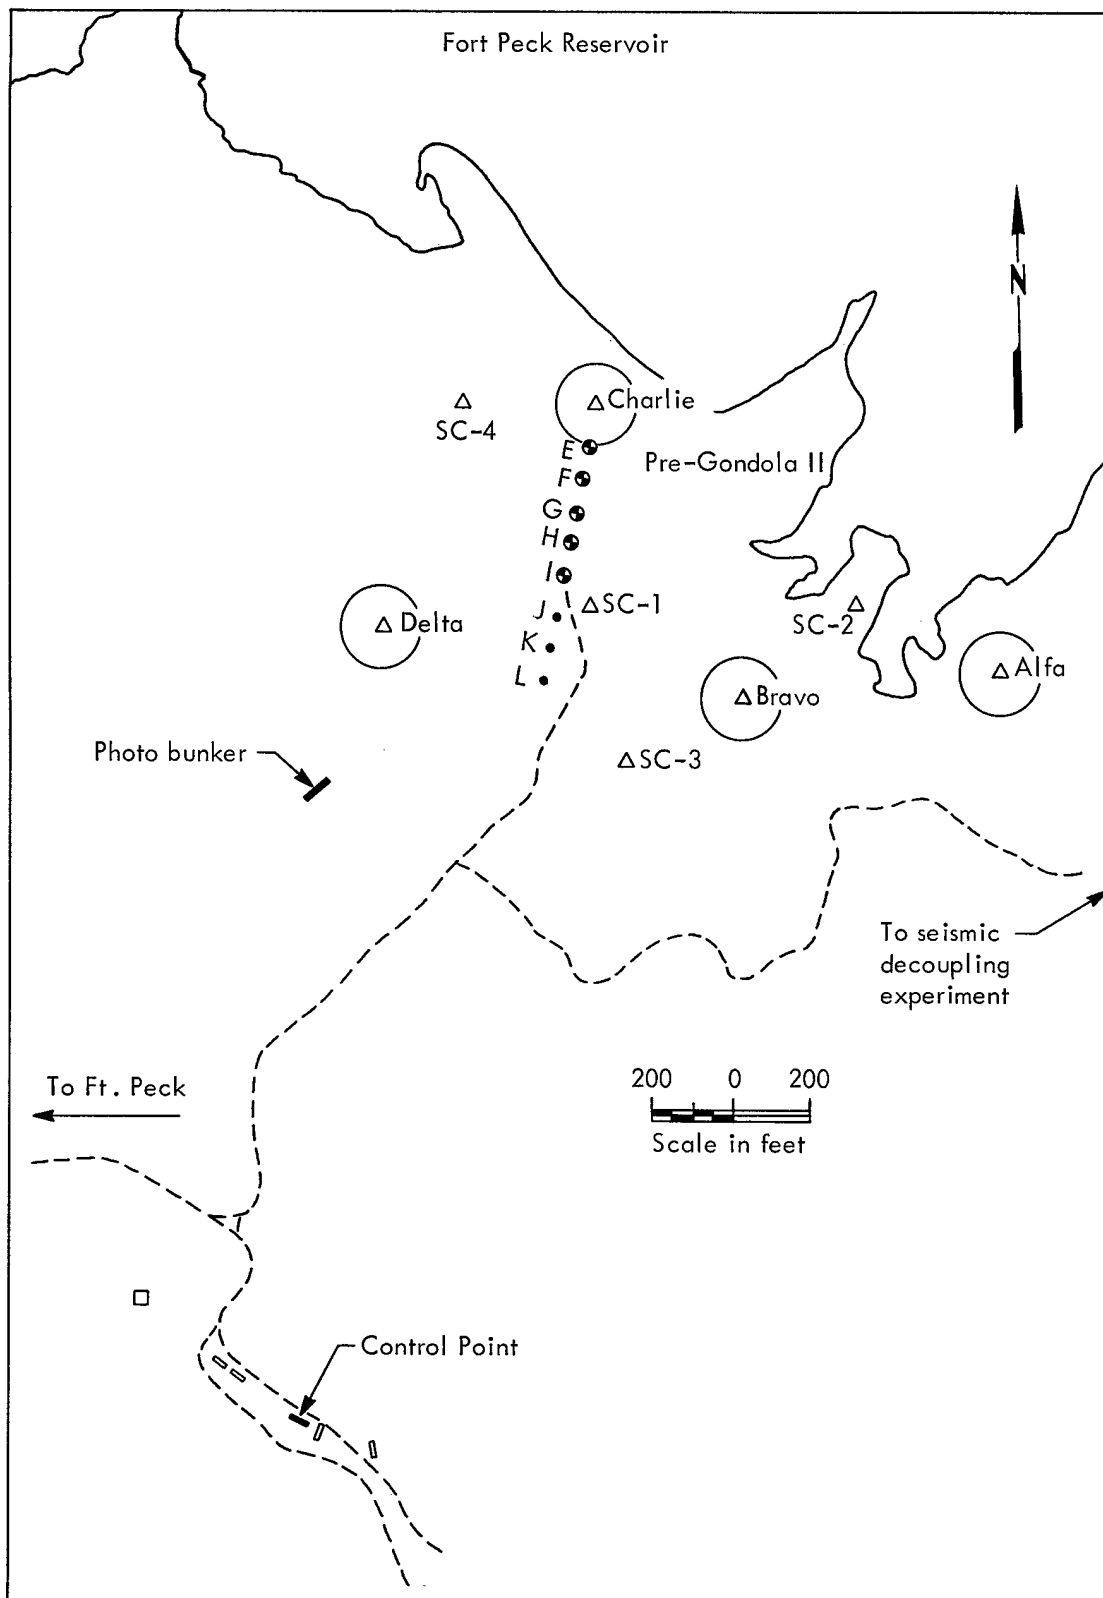 Fort Peck Reservoir
N
Charlie
SC-4
E
Pre-Gondola II
F
G
H
I
J
SC-1
SC-2
Delta
K
L
Alfa
Bravo
Photo bunker
SC-3
To seismic
decoupling
experiment
To Ft. Peck
200 0 200
Scale in feet
Control Point